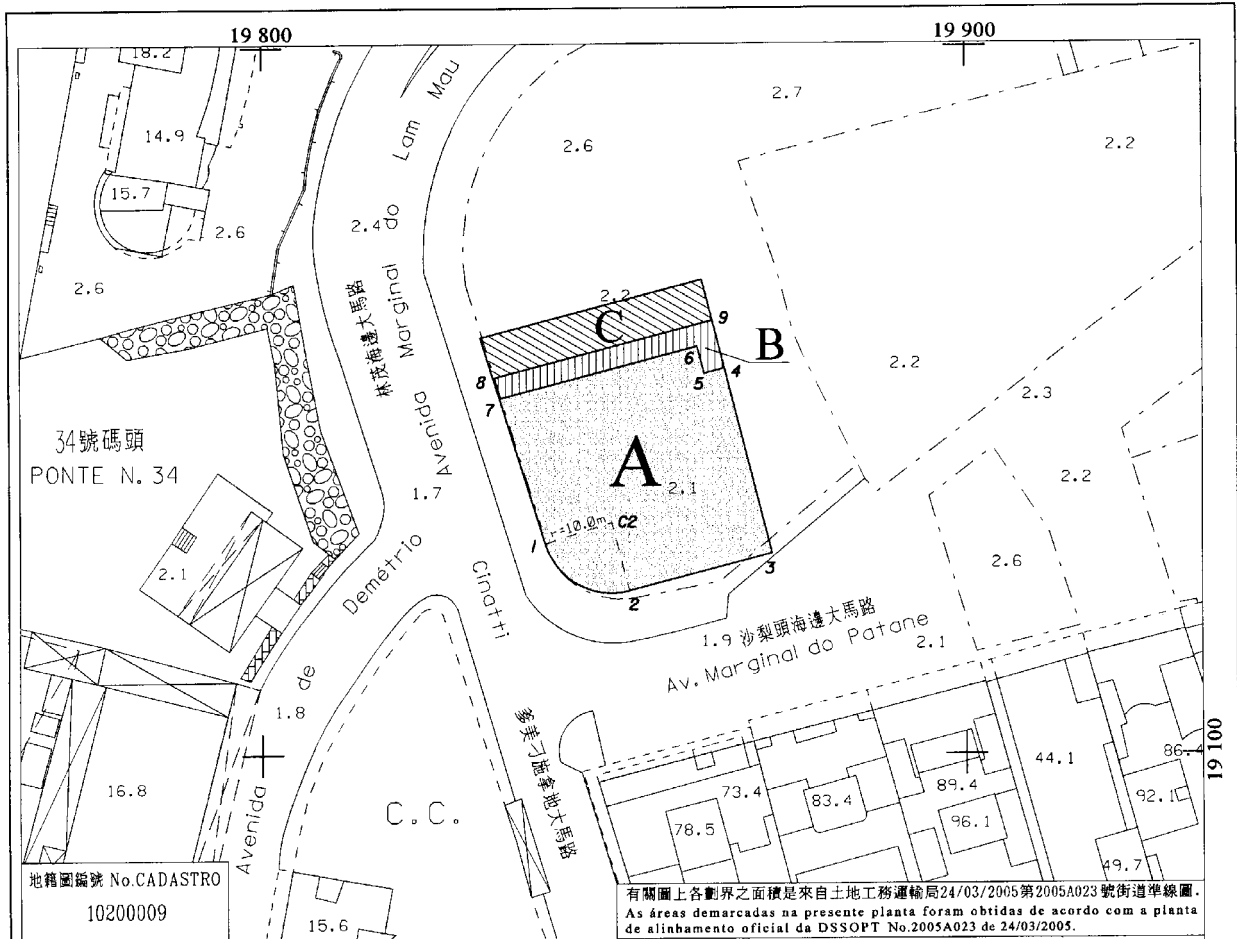 19 800
19 900
18.2
14.9
15.7
2.6
2.6
2.4
林茂海邊大馬路
Avenida Marginal do Lam Mau
2.6
2.7
2.2
2.2
C
9
B
8
7
6
5
4
A
2.1
2.2
2.3
2.2
2.6
34號碼頭
PONTE N. 34
1.7
2.1
r=10.0m
C2
1
2
3
Avenida de Demétrio Cinatti
爹美刁施拿地大馬路
1.9 沙梨頭海邊大馬路
Av. Marginal do Patane
2.1
1.8
16.8
C.C.
15.6
73.4
78.5
83.4
89.4
96.1
44.1
86.4
92.1
49.7
19 100
地籍圖編號 No.CADASTRO
10200009
有關圖上各劃界之面積是來自土地工務運輸局24/03/2005第2005A023號街道準線圖.
As áreas demarcadas na presente planta foram obtidas de acordo com a planta
de alinhamento oficial da DSSOPT No.2005A023 de 24/03/2005.